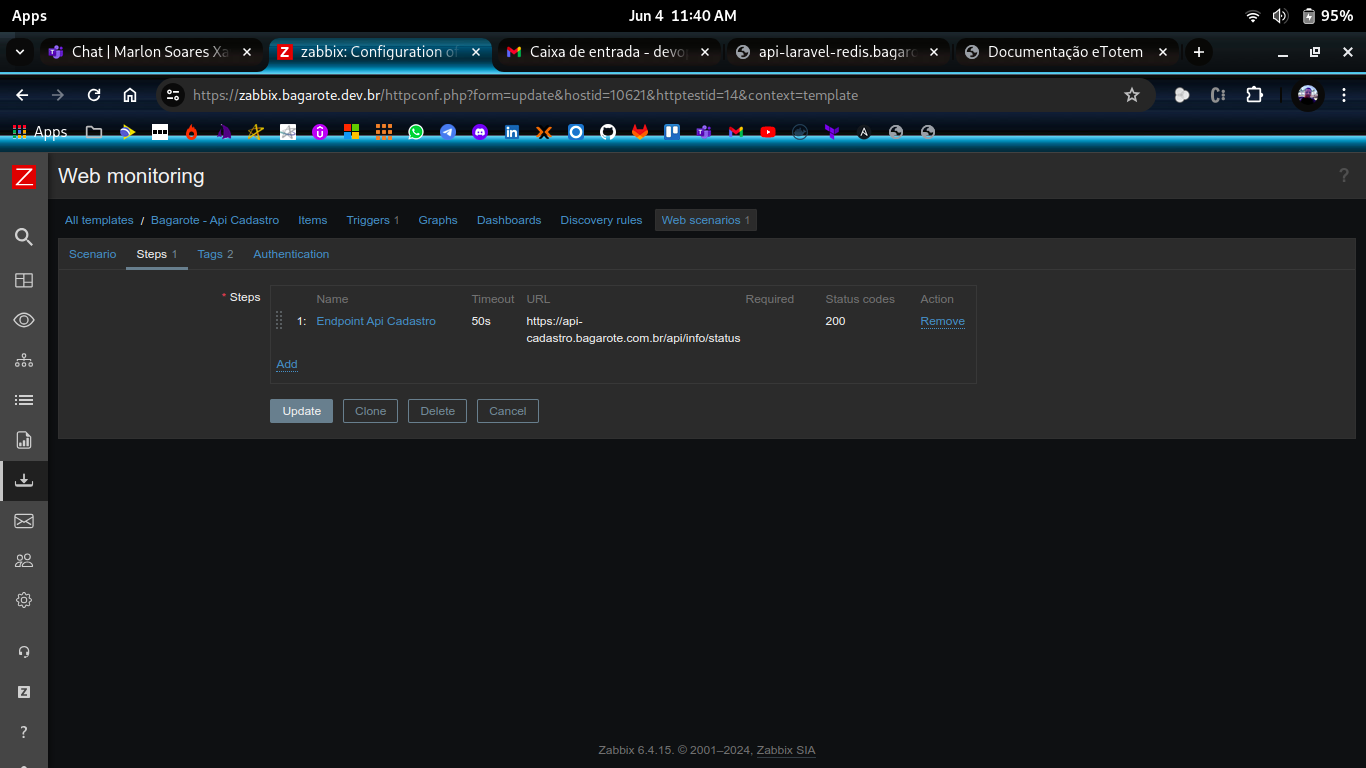 Apps
Jun 4 11:40 AM
95%
Chat | Marlon Soares Xa
zabbix: Configuration of
Caixa de entrada - devo
api-laravel-redis.bagaro
Documentação eTotem
https://zabbix.bagarote.dev.br/httpconf.php?form=update&hostid=10621&httptestid=14&context=template
Apps
Z
Web monitoring
?
All templates / Bagarote - Api Cadastro Items Triggers 1 Graphs Dashboards Discovery rules Web scenarios 1
Scenario Steps 1 Tags 2 Authentication
* Steps
Name Timeout URL Required Status codes Action
1: Endpoint Api Cadastro 50s https://api-
cadastro.bagarote.com.br/api/info/status 200 Remove
Add
Update Clone Delete Cancel
Z
?
Zabbix 6.4.15. © 2001–2024, Zabbix SIA